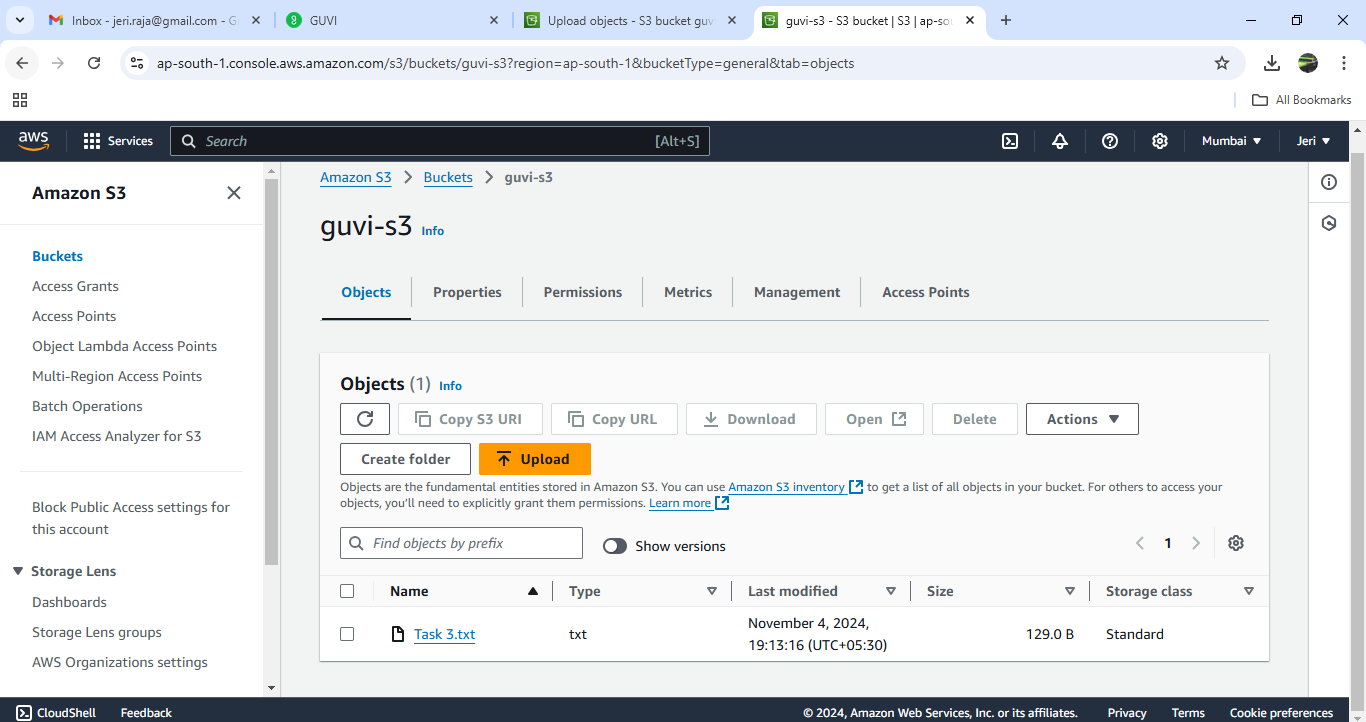 Inbox - jeri.raja@gmail.com - G
GUVI
Upload objects - S3 bucket guv
guvi-s3 - S3 bucket | S3 | ap-sou
ap-south-1.console.aws.amazon.com/s3/buckets/guvi-s3?region=ap-south-1&bucketType=general&tab=objects
All Bookmarks
aws
Services
Search
[Alt+S]
Mumbai
Jeri
Amazon S3
Buckets
Access Grants
Access Points
Object Lambda Access Points
Multi-Region Access Points
Batch Operations
IAM Access Analyzer for S3
Block Public Access settings for
this account
Storage Lens
Dashboards
Storage Lens groups
AWS Organizations settings
Amazon S3 > Buckets > guvi-s3
guvi-s3 Info
Objects
Properties
Permissions
Metrics
Management
Access Points
Objects (1) Info
Copy S3 URI
Copy URL
Download
Open
Delete
Actions
Create folder
Upload
Objects are the fundamental entities stored in Amazon S3. You can use Amazon S3 inventory to get a list of all objects in your bucket. For others to access your
objects, you'll need to explicitly grant them permissions. Learn more
Find objects by prefix
Show versions
1
Name
Type
Last modified
Size
Storage class
Task 3.txt
txt
November 4, 2024,
19:13:16 (UTC+05:30)
129.0 B
Standard
CloudShell
Feedback
© 2024, Amazon Web Services, Inc. or its affiliates.
Privacy
Terms
Cookie preferences